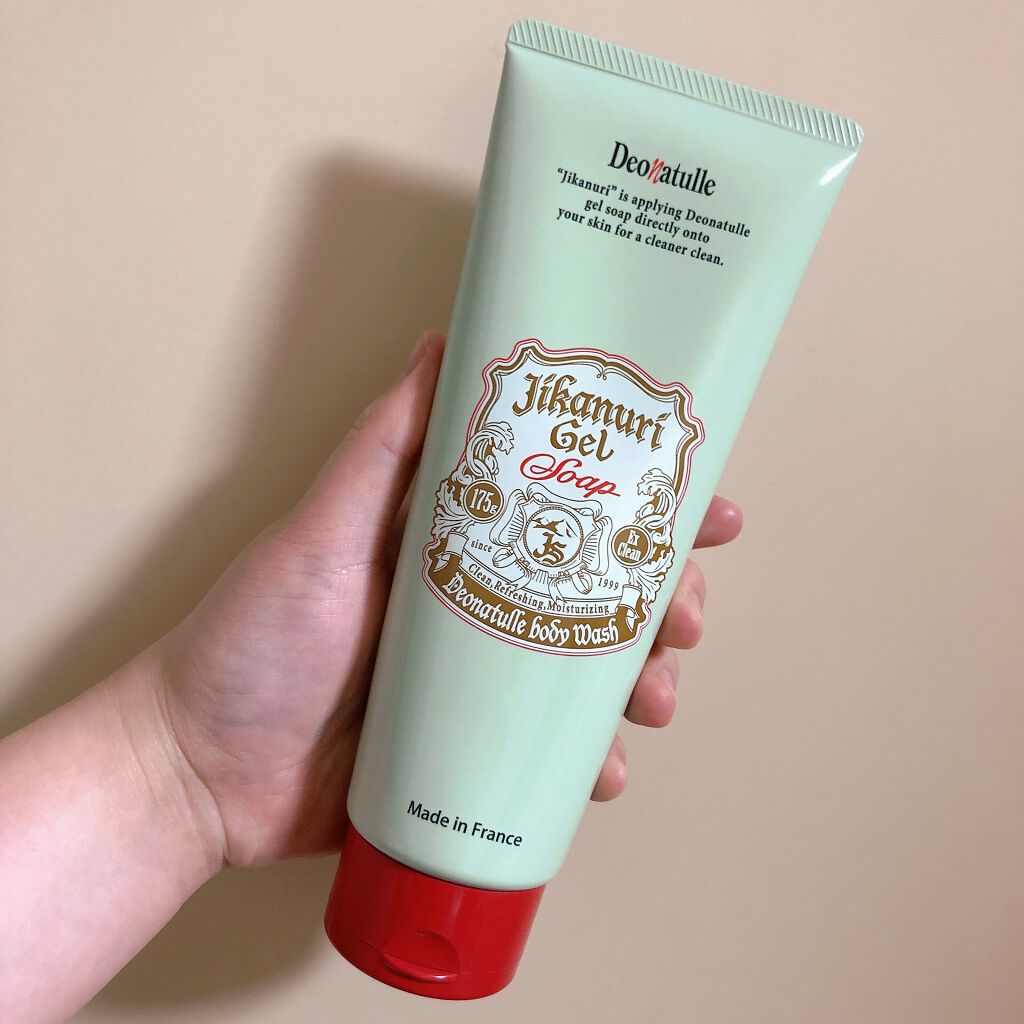 Deonatulle
"Jikanuri" is applying Deonatulle
gel soap directly onto
your skin for a cleaner clean.
Jikanuri
Gel
Soap
175g
Ex
Clean
JS
since
1999
Clean, Refreshing, Moisturizing
Deonatulle body Wash
Made in France